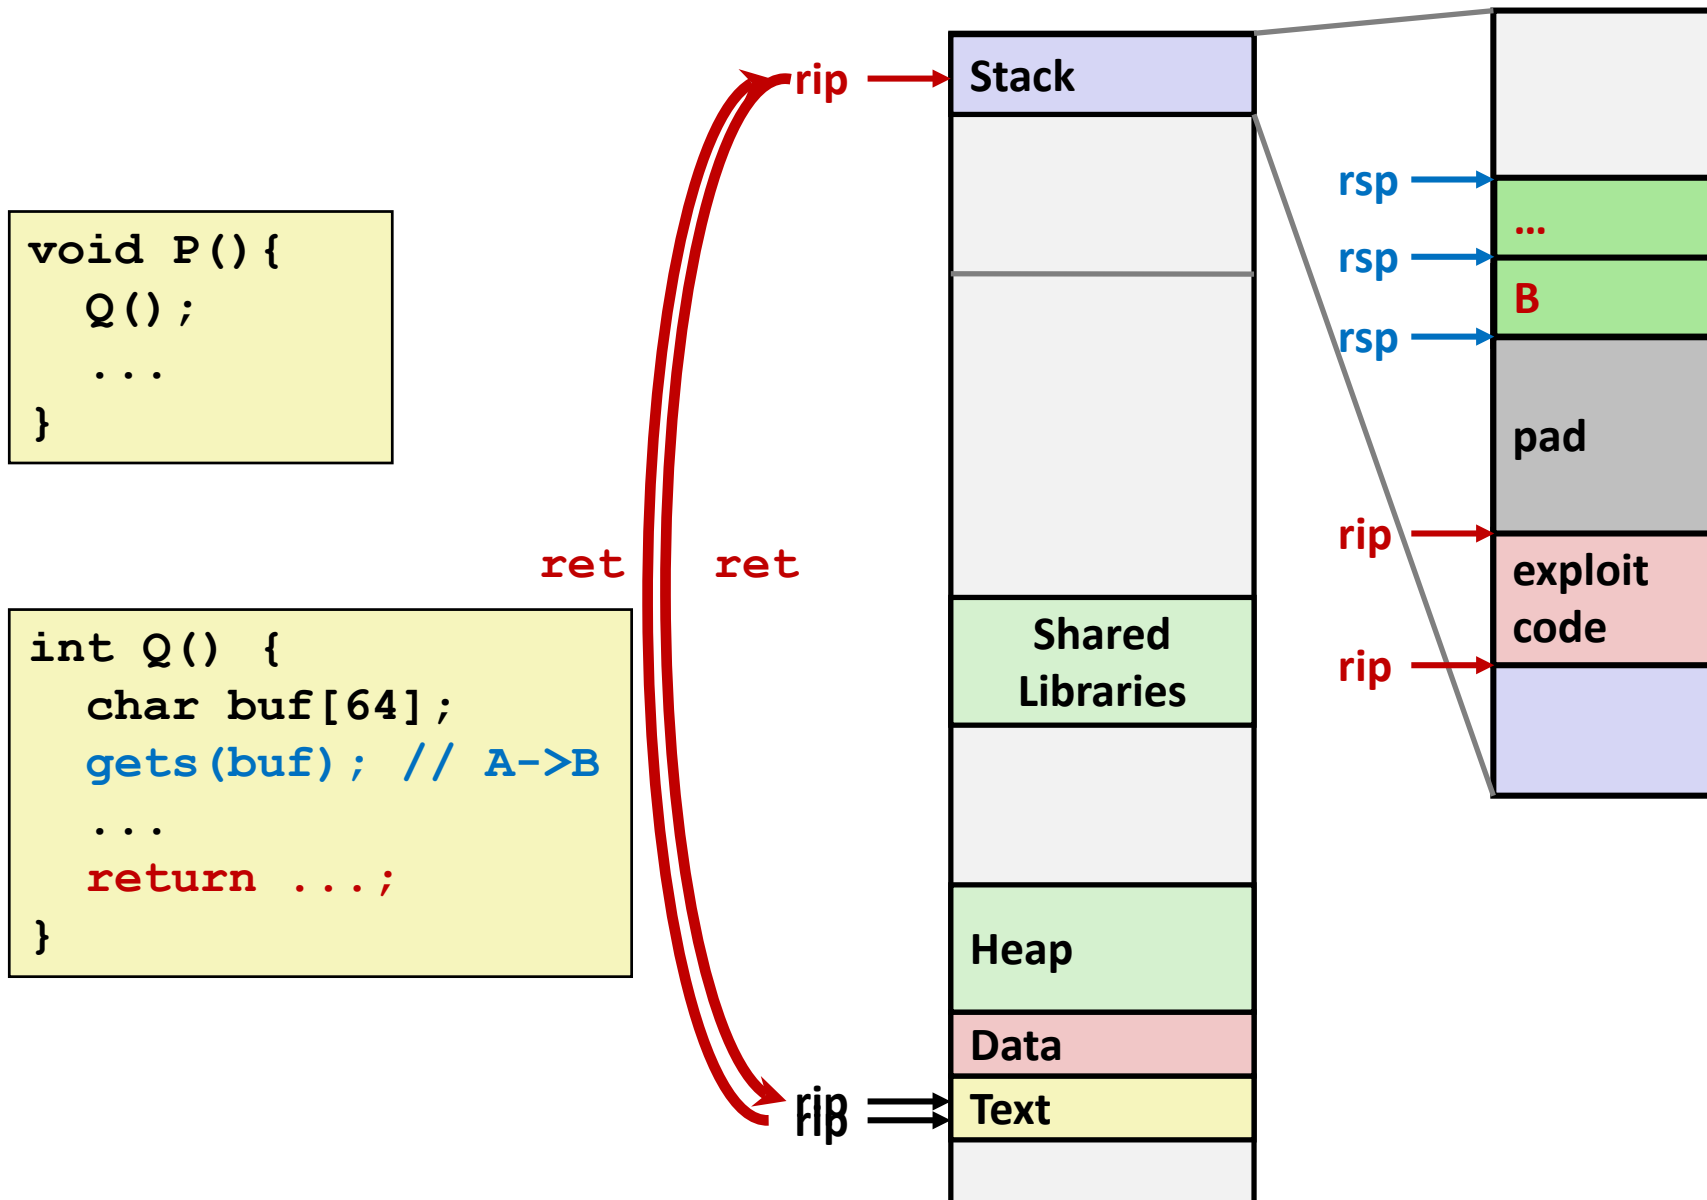 void P(){
Q();
...
}
int Q() {
char buf[64];
gets(buf); // A->B
...
return ...;
}
ret
ret
rip
rip
rip
Stack
Shared
Libraries
Heap
Data
Text
rsp
rsp
rsp
rip
rip
...
B
pad
exploit
code